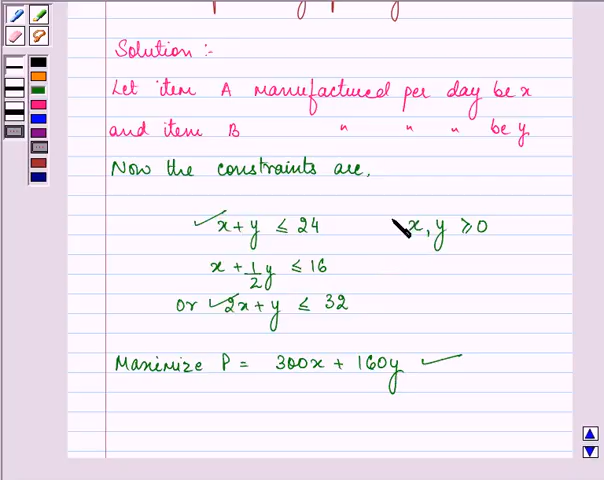 Solution :-
Let item A manufactured per day be x
and item B " " " be y
Now the constraints are,
x + y ≤ 24 x, y ≥ 0
x + 1/2 y ≤ 16
or 2x + y ≤ 32
Maximize P = 300x + 160y